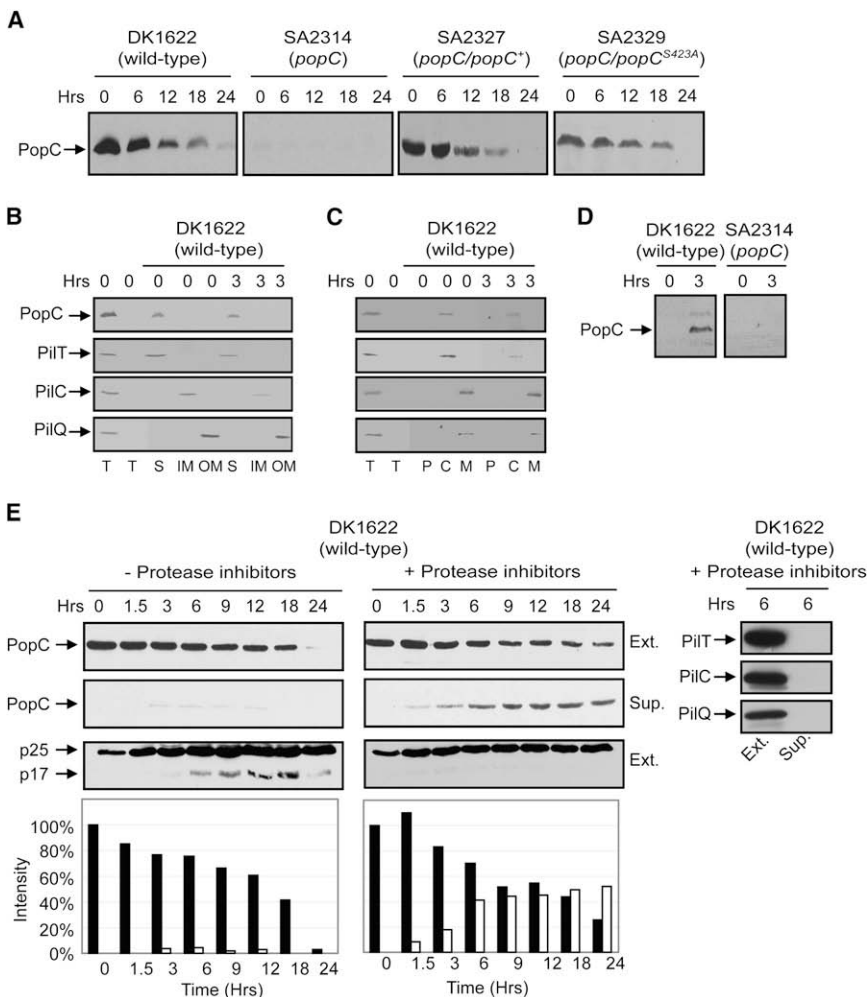 A
DK1622 SA2314 SA2327 SA2329
(wild-type) (popC) (popC/popC+) (popC/popCS423A)
Hrs 0 6 12 18 24 0 6 12 18 24 0 6 12 18 24 0 6 12 18 24
PopC
B
DK1622
(wild-type)
Hrs 0 0 0 0 0 3 3 3
PopC
PilT
PilC
PilQ
T T S IM OM S IM OM
C
DK1622
(wild-type)
Hrs 0 0 0 0 0 3 3 3
T T P C M P C M
D
DK1622 SA2314
(wild-type) (popC)
Hrs 0 3 0 3
PopC
E
DK1622
(wild-type)
- Protease inhibitors + Protease inhibitors
Hrs 0 1.5 3 6 9 12 18 24 0 1.5 3 6 9 12 18 24
PopC Ext.
PopC Sup.
p25 Ext.
p17
DK1622
(wild-type)
+ Protease inhibitors
Hrs 6 6
PilT
PilC
PilQ
Ext. Sup.
Intensity
100%
80%
60%
40%
20%
0%
0 1.5 3 6 9 12 18 24 0 1.5 3 6 9 12 18 24
Time (Hrs) Time (Hrs)